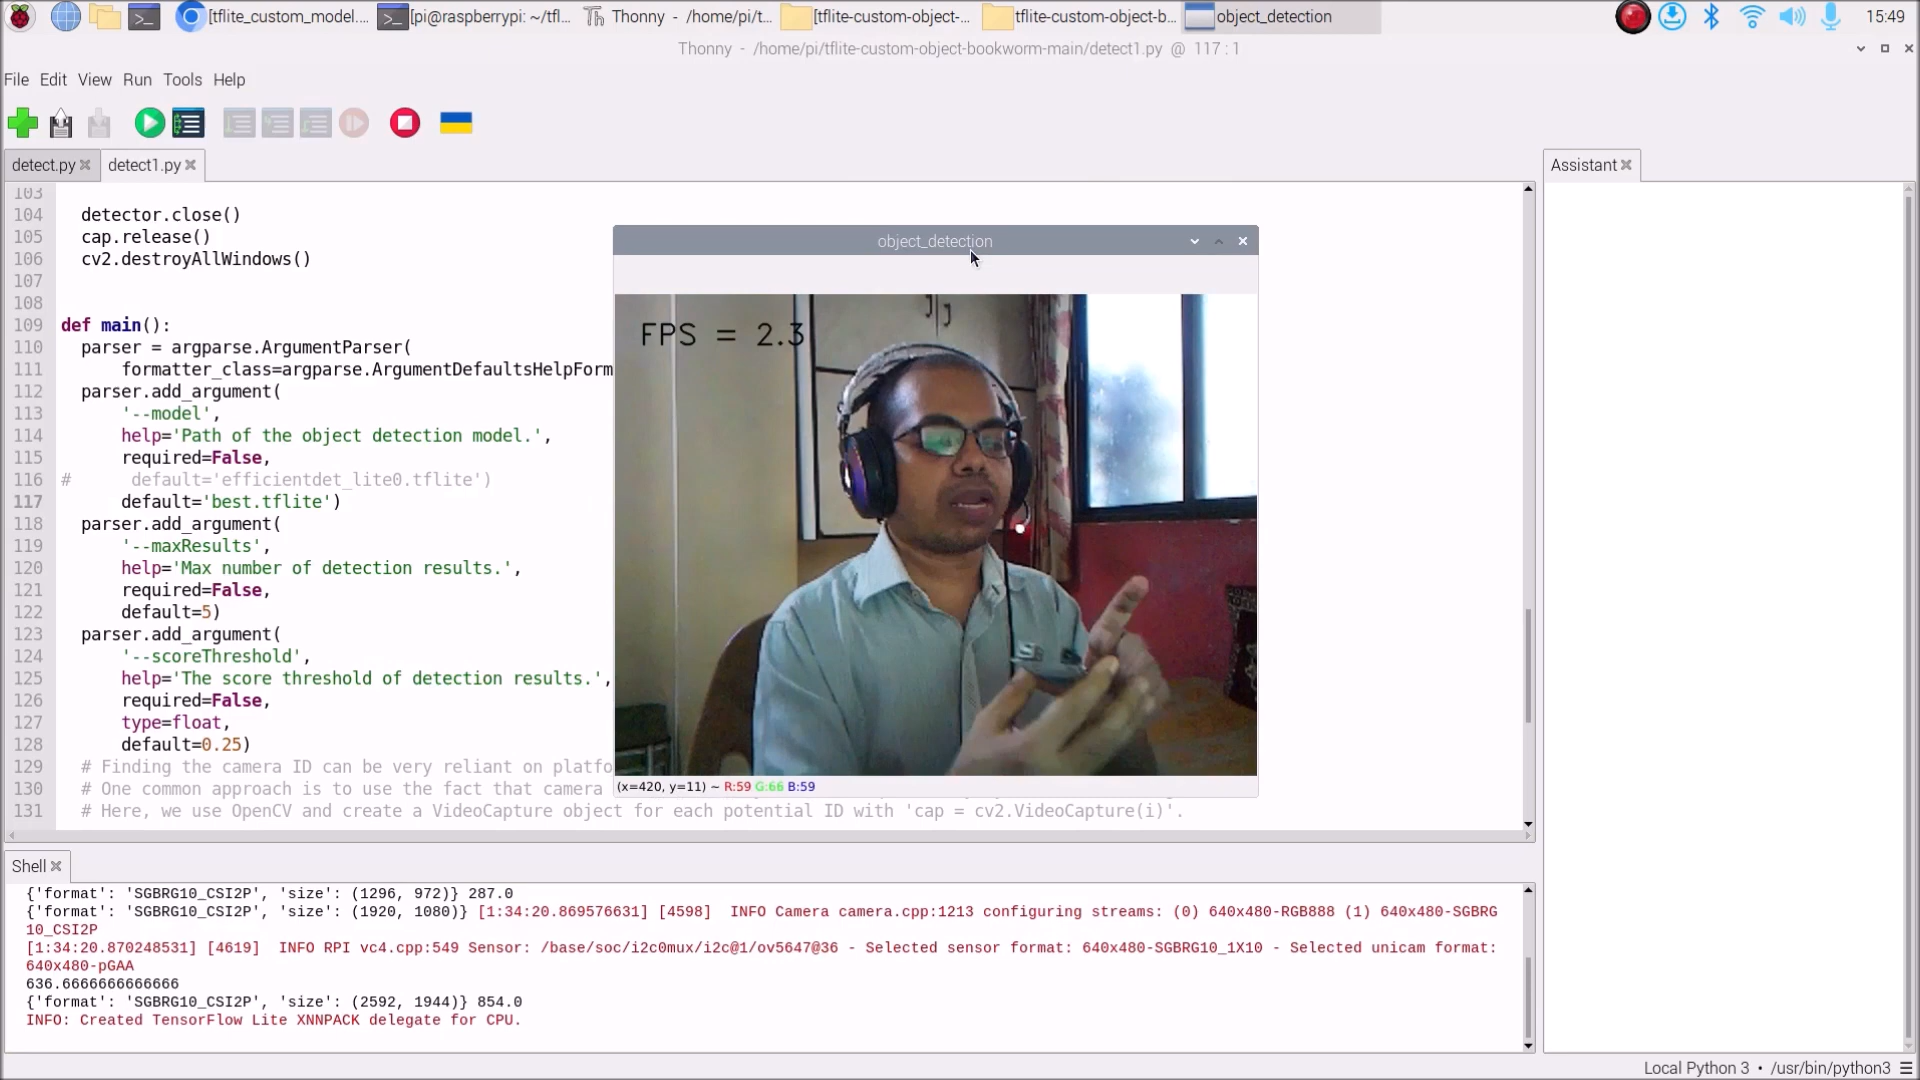 [tflite_custom_model....
[pi@raspberrypi: ~/tfl...
Thonny - /home/pi/t...
[tflite-custom-object-...
tflite-custom-object-b...
object_detection
15:49
Thonny - /home/pi/tflite-custom-object-bookworm-main/detect1.py @ 117 : 1
File Edit View Run Tools Help
detect.py
detect1.py
Assistant
103
104 detector.close()
105 cap.release()
106 cv2.destroyAllWindows()
107
108
109 def main():
110 parser = argparse.ArgumentParser(
111 formatter_class=argparse.ArgumentDefaultsHelpForm
112 parser.add_argument(
113 '--model',
114 help='Path of the object detection model.',
115 required=False,
116 # default='efficientdet_lite0.tflite')
117 default='best.tflite')
118 parser.add_argument(
119 '--maxResults',
120 help='Max number of detection results.',
121 required=False,
122 default=5)
123 parser.add_argument(
124 '--scoreThreshold',
125 help='The score threshold of detection results.',
126 required=False,
127 type=float,
128 default=0.25)
129 # Finding the camera ID can be very reliant on platfo
130 # One common approach is to use the fact that camera
131 # Here, we use OpenCV and create a VideoCapture object for each potential ID with 'cap = cv2.VideoCapture(i)'.
object_detection
FPS = 2.3
(x=420, y=11) ~ R:59 G:66 B:59
Shell
{'format': 'SGBRG10_CSI2P', 'size': (1296, 972)} 287.0
{'format': 'SGBRG10_CSI2P', 'size': (1920, 1080)} [1:34:20.869576631] [4598] INFO Camera camera.cpp:1213 configuring streams: (0) 640x480-RGB888 (1) 640x480-SGBRG
10_CSI2P
[1:34:20.870248531] [4619] INFO RPI vc4.cpp:549 Sensor: /base/soc/i2c0mux/i2c@1/ov5647@36 - Selected sensor format: 640x480-SGBRG10_1X10 - Selected unicam format:
640x480-pGAA
636.6666666666666
{'format': 'SGBRG10_CSI2P', 'size': (2592, 1944)} 854.0
INFO: Created TensorFlow Lite XNNPACK delegate for CPU.
Local Python 3 • /usr/bin/python3 ☰